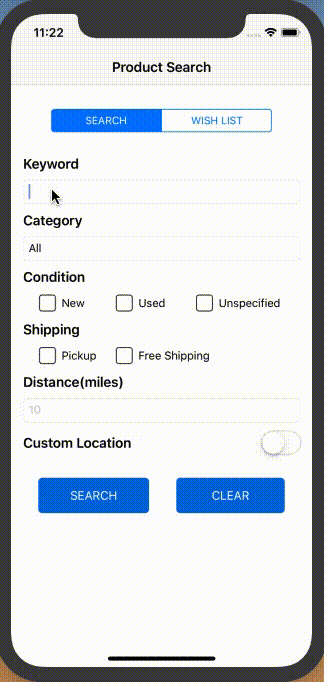 11:22
Product Search
SEARCH WISH LIST
Keyword
Category
All
Condition
New Used Unspecified
Shipping
Pickup Free Shipping
Distance(miles)
10
Custom Location
SEARCH CLEAR